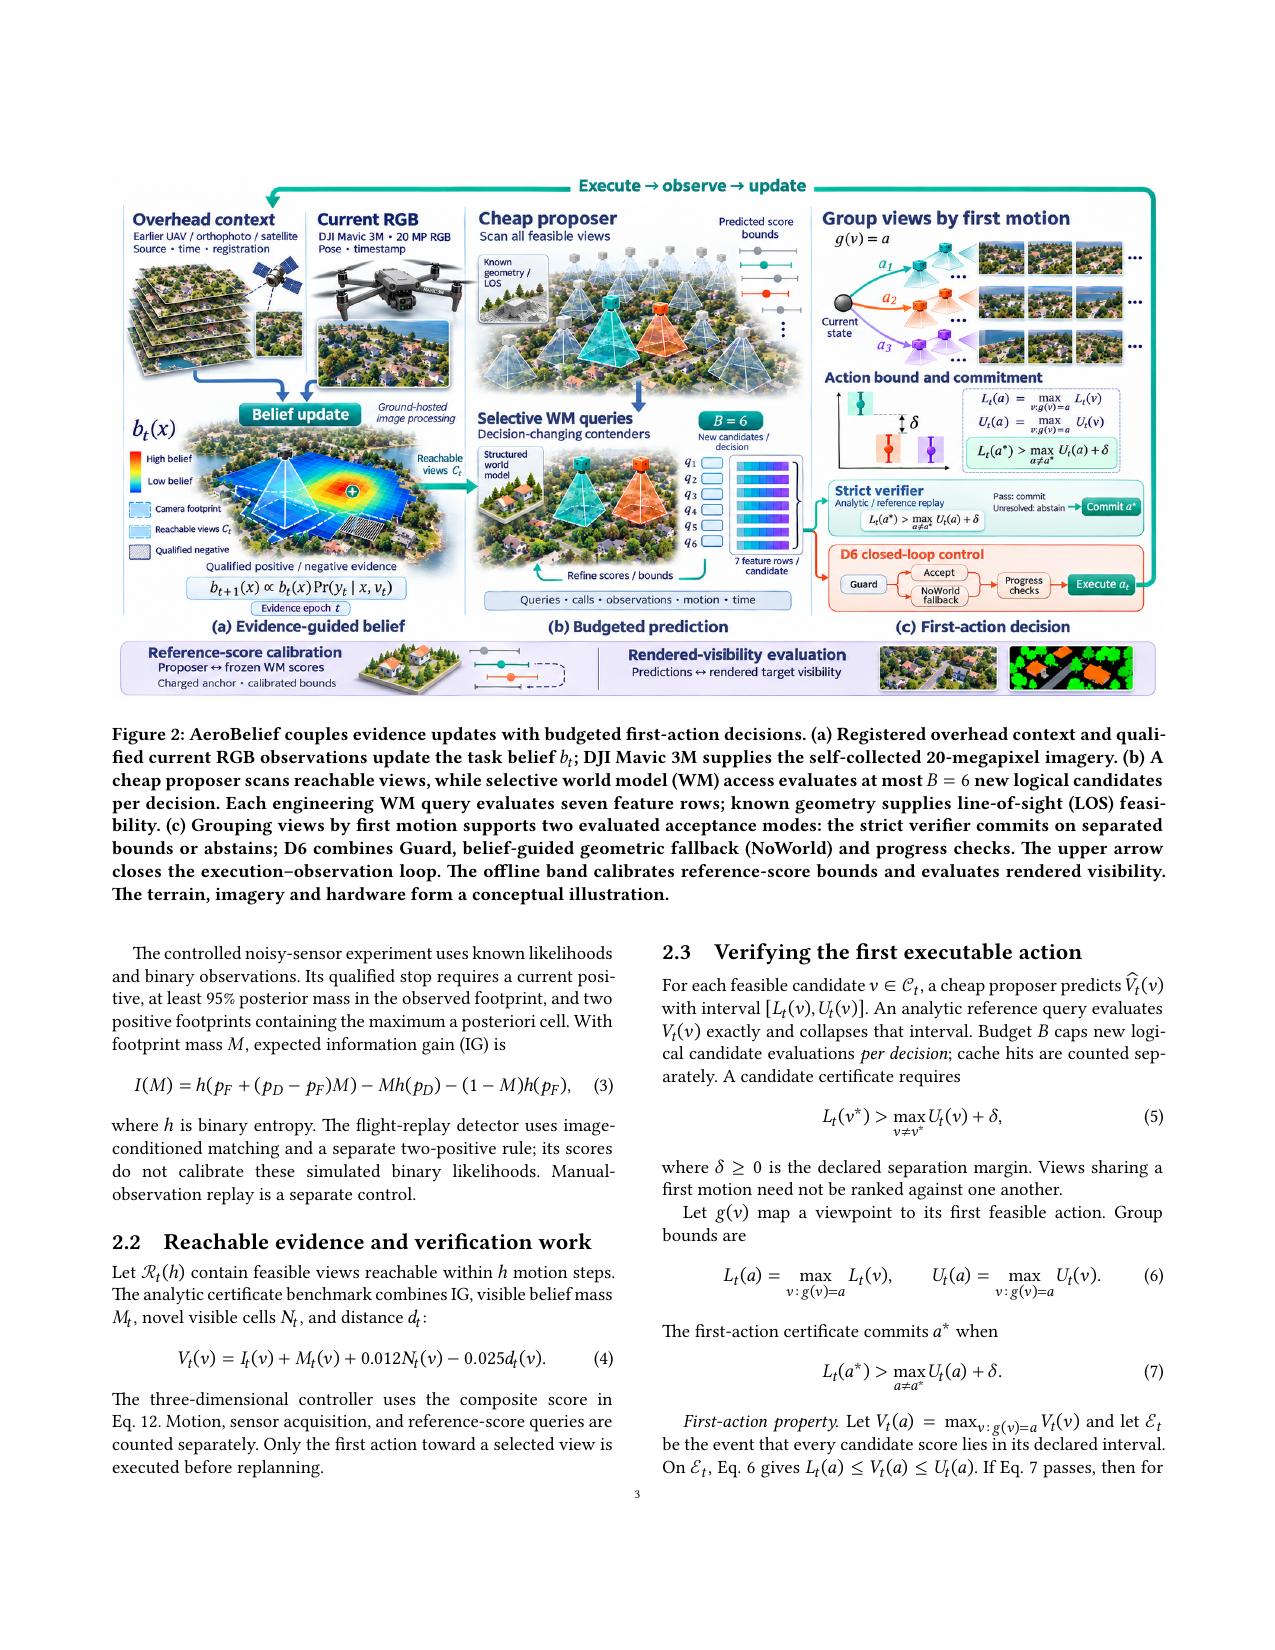 Execute → observe → update
Overhead context
Earlier UAV / orthophoto / satellite
Source • time • registration
Current RGB
DJI Mavic 3M • 20 MP RGB
Pose • timestamp
Belief update
Ground-hosted
image processing
b_t(x)
High belief
Low belief
Camera footprint
Reachable views C_t
Qualified negative
Reachable
views C_t
Qualified positive / negative evidence
b_{t+1}(x) ∝ b_t(x) Pr(y_t | x, v_t)
Evidence epoch t
(a) Evidence-guided belief
Cheap proposer
Scan all feasible views
Predicted score
bounds
Known
geometry /
LOS
Selective WM queries
Decision-changing contenders
B = 6
New candidates /
decision
Structured
world
model
q_1
q_2
q_3
q_4
q_5
q_6
7 feature rows /
candidate
Refine scores / bounds
Queries • calls • observations • motion • time
(b) Budgeted prediction
Group views by first motion
g(v) = a
a_1
a_2
a_3
Current
state
Action bound and commitment
δ
L_t(a) = max_{v:g(v)=a} L_t(v)
U_t(a) = max_{v:g(v)=a} U_t(v)
L_t(a*) > max_{a≠a*} U_t(a) + δ
Strict verifier
Analytic / reference replay
L_t(a*) > max_{a≠a*} U_t(a) + δ
Pass: commit
Unresolved: abstain
Commit a*
D6 closed-loop control
Guard
Accept
NoWorld
fallback
Progress
checks
Execute a_t
(c) First-action decision
Reference-score calibration
Proposer ↔ frozen WM scores
Charged anchor • calibrated bounds
Rendered-visibility evaluation
Predictions ↔ rendered target visibility
Figure 2: AeroBelief couples evidence updates with budgeted first-action decisions. (a) Registered overhead context and quali-
fied current RGB observations update the task belief b_t; DJI Mavic 3M supplies the self-collected 20-megapixel imagery. (b) A
cheap proposer scans reachable views, while selective world model (WM) access evaluates at most B = 6 new logical candidates
per decision. Each engineering WM query evaluates seven feature rows; known geometry supplies line-of-sight (LOS) feasi-
bility. (c) Grouping views by first motion supports two evaluated acceptance modes: the strict verifier commits on separated
bounds or abstains; D6 combines Guard, belief-guided geometric fallback (NoWorld) and progress checks. The upper arrow
closes the execution–observation loop. The offline band calibrates reference-score bounds and evaluates rendered visibility.
The terrain, imagery and hardware form a conceptual illustration.
The controlled noisy-sensor experiment uses known likelihoods
and binary observations. Its qualified stop requires a current posi-
tive, at least 95% posterior mass in the observed footprint, and two
positive footprints containing the maximum a posteriori cell. With
footprint mass M, expected information gain (IG) is
I(M) = h(p_F + (p_D − p_F)M) − Mh(p_D) − (1 − M)h(p_F), (3)
where h is binary entropy. The flight-replay detector uses image-
conditioned matching and a separate two-positive rule; its scores
do not calibrate these simulated binary likelihoods. Manual-
observation replay is a separate control.
2.2 Reachable evidence and verification work
Let ℛ_t(h) contain feasible views reachable within h motion steps.
The analytic certificate benchmark combines IG, visible belief mass
M_t, novel visible cells N_t, and distance d_t:
V_t(v) = I_t(v) + M_t(v) + 0.012N_t(v) − 0.025d_t(v). (4)
The three-dimensional controller uses the composite score in
Eq. 12. Motion, sensor acquisition, and reference-score queries are
counted separately. Only the first action toward a selected view is
executed before replanning.
2.3 Verifying the first executable action
For each feasible candidate v ∈ 𝒞_t, a cheap proposer predicts V̂_t(v)
with interval [L_t(v), U_t(v)]. An analytic reference query evaluates
V_t(v) exactly and collapses that interval. Budget B caps new logi-
cal candidate evaluations per decision; cache hits are counted sep-
arately. A candidate certificate requires
L_t(v*) > max_{v≠v*} U_t(v) + δ, (5)
where δ ≥ 0 is the declared separation margin. Views sharing a
first motion need not be ranked against one another.
Let g(v) map a viewpoint to its first feasible action. Group
bounds are
L_t(a) = max_{v:g(v)=a} L_t(v), U_t(a) = max_{v:g(v)=a} U_t(v). (6)
The first-action certificate commits a* when
L_t(a*) > max_{a≠a*} U_t(a) + δ. (7)
First-action property. Let V_t(a) = max_{v:g(v)=a} V_t(v) and let ℰ_t
be the event that every candidate score lies in its declared interval.
On ℰ_t, Eq. 6 gives L_t(a) ≤ V_t(a) ≤ U_t(a). If Eq. 7 passes, then for
3